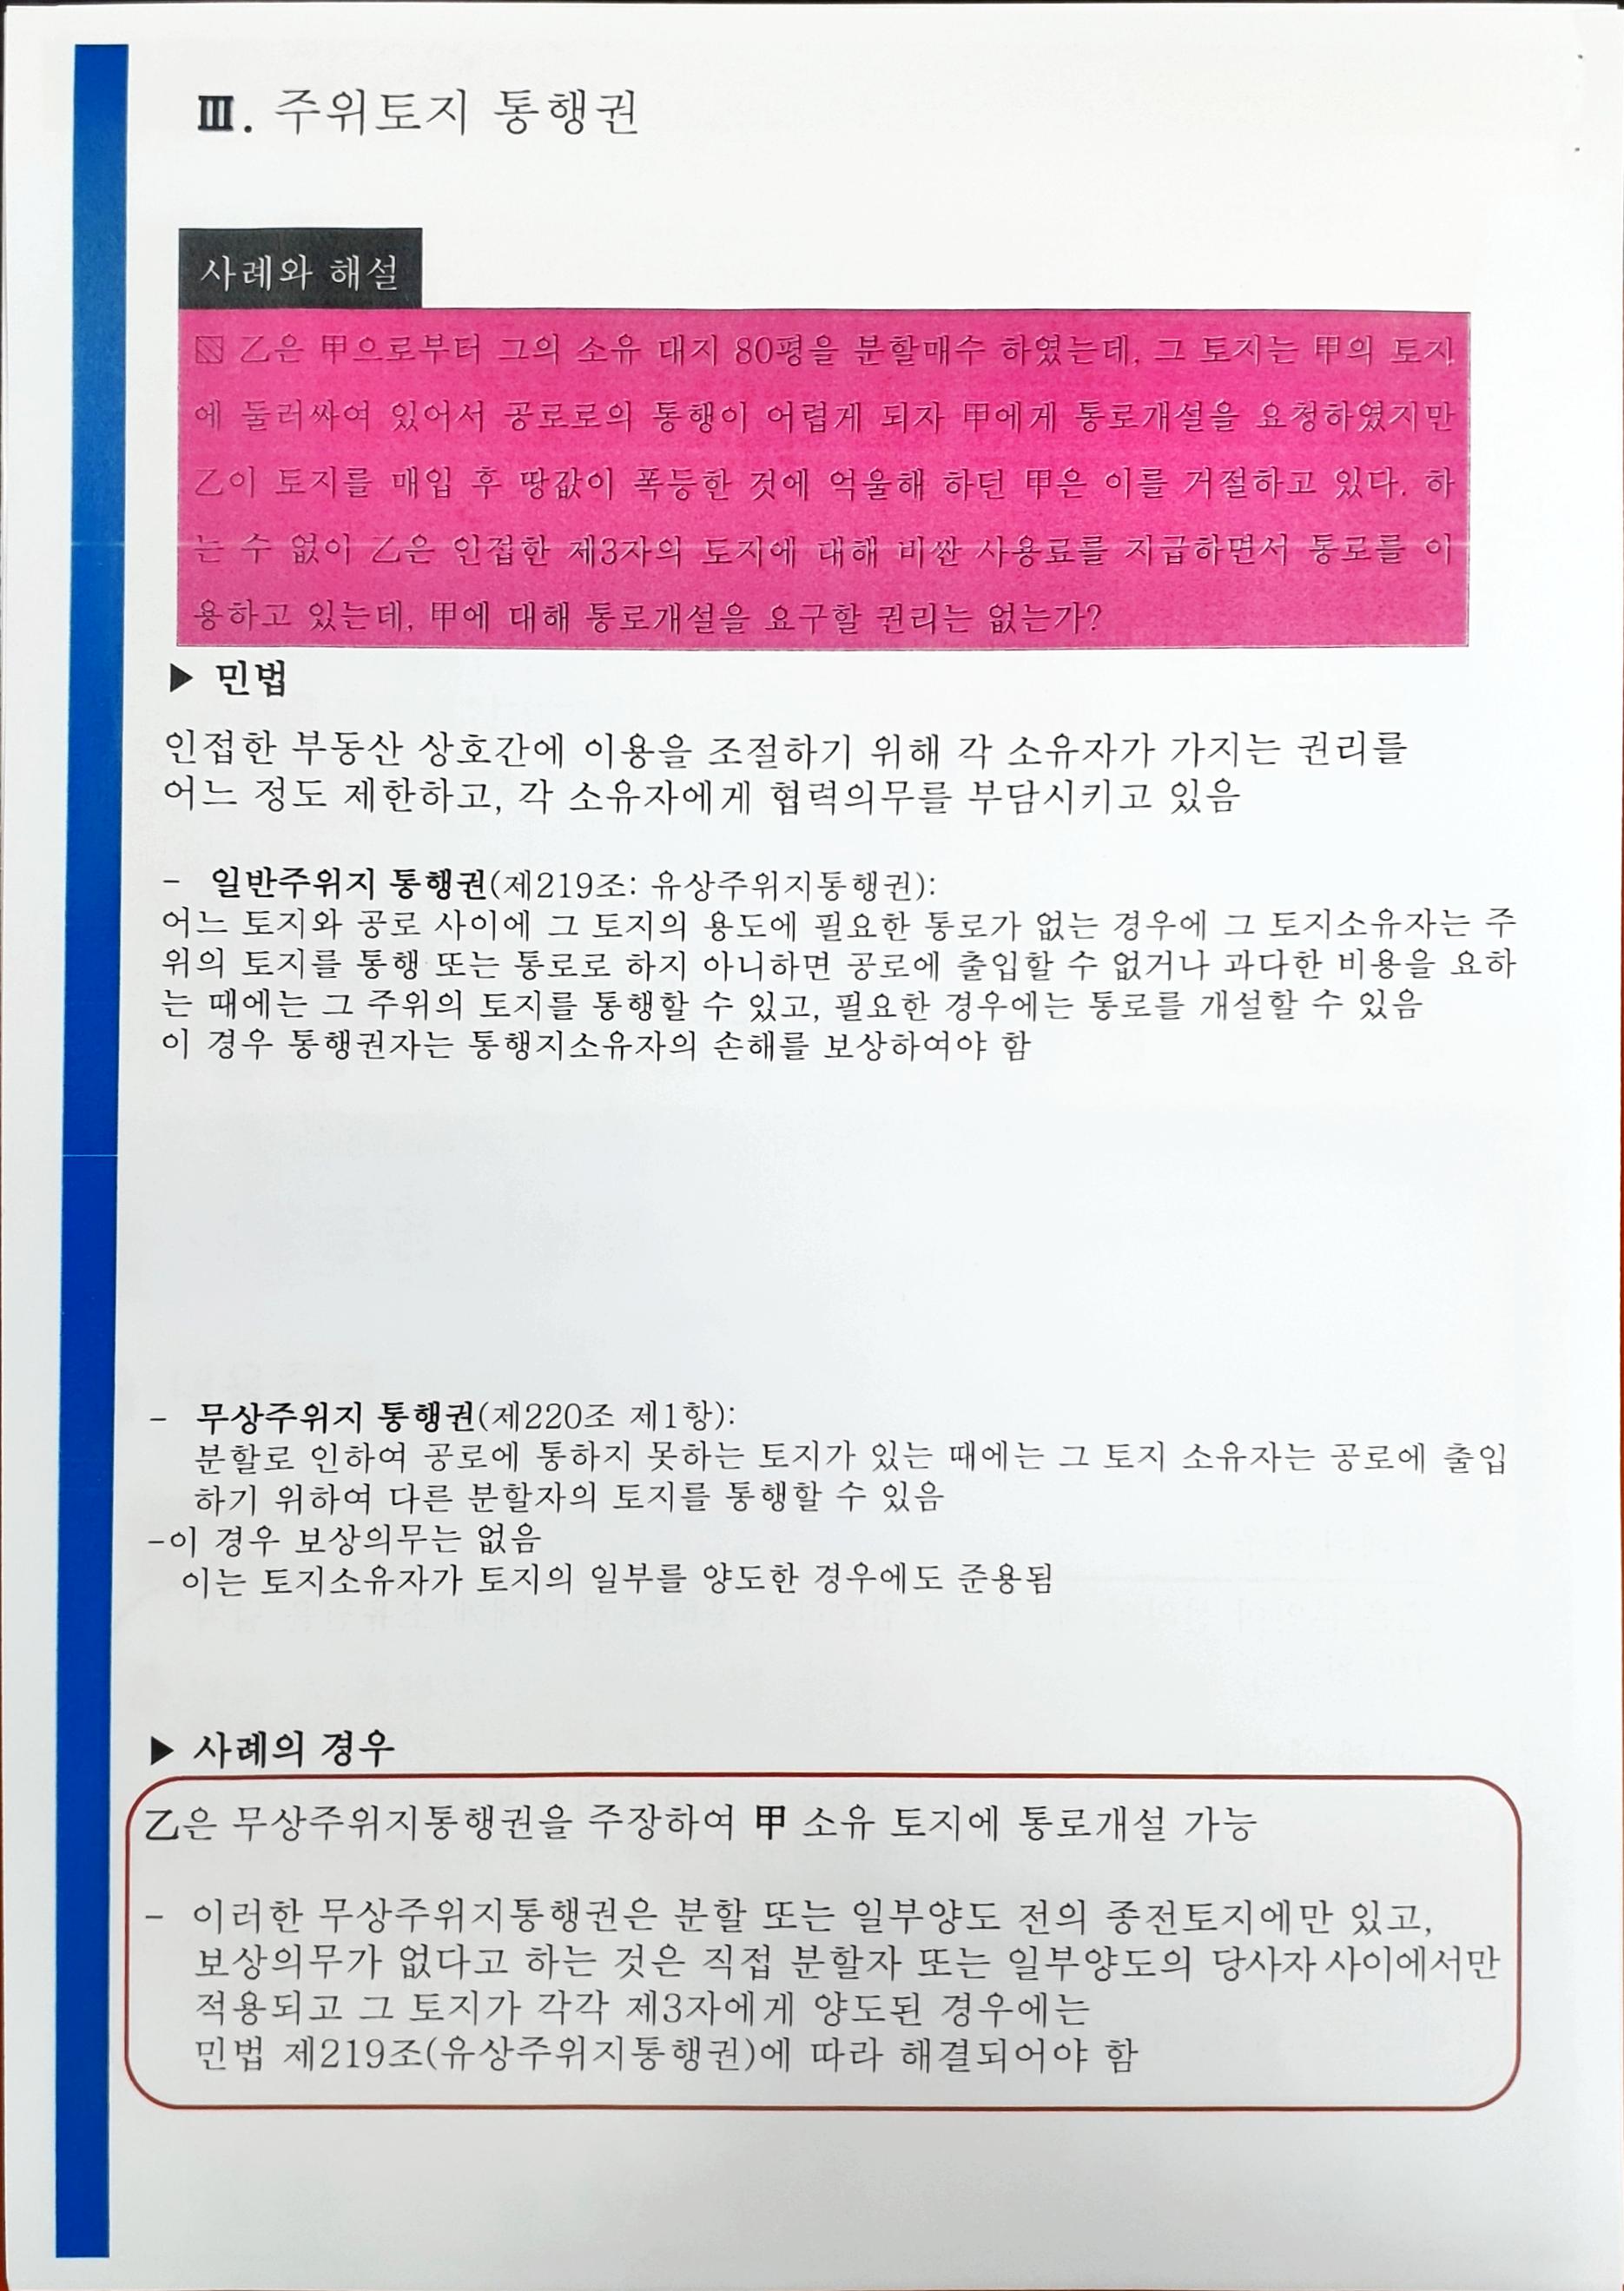 Ⅲ. 주위토지 통행권
사례와 해설
▧ 乙은 甲으로부터 그의 소유 대지 80평을 분할매수 하였는데, 그 토지는 甲의 토지
에 둘러싸여 있어서 공로로의 통행이 어렵게 되자 甲에게 통로개설을 요청하였지만
乙이 토지를 매입 후 땅값이 폭등한 것에 억울해 하던 甲은 이를 거절하고 있다. 하
는 수 없이 乙은 인접한 제3자의 토지에 대해 비싼 사용료를 지급하면서 통로를 이
용하고 있는데, 甲에 대해 통로개설을 요구할 권리는 없는가?
▶ 민법
인접한 부동산 상호간에 이용을 조절하기 위해 각 소유자가 가지는 권리를
어느 정도 제한하고, 각 소유자에게 협력의무를 부담시키고 있음
- 일반주위지 통행권(제219조: 유상주위지통행권):
어느 토지와 공로 사이에 그 토지의 용도에 필요한 통로가 없는 경우에 그 토지소유자는 주
위의 토지를 통행 또는 통로로 하지 아니하면 공로에 출입할 수 없거나 과다한 비용을 요하
는 때에는 그 주위의 토지를 통행할 수 있고, 필요한 경우에는 통로를 개설할 수 있음
이 경우 통행권자는 통행지소유자의 손해를 보상하여야 함
- 무상주위지 통행권(제220조 제1항):
분할로 인하여 공로에 통하지 못하는 토지가 있는 때에는 그 토지 소유자는 공로에 출입
하기 위하여 다른 분할자의 토지를 통행할 수 있음
-이 경우 보상의무는 없음
이는 토지소유자가 토지의 일부를 양도한 경우에도 준용됨
▶ 사례의 경우
乙은 무상주위지통행권을 주장하여 甲 소유 토지에 통로개설 가능
- 이러한 무상주위지통행권은 분할 또는 일부양도 전의 종전토지에만 있고,
보상의무가 없다고 하는 것은 직접 분할자 또는 일부양도의 당사자 사이에서만
적용되고 그 토지가 각각 제3자에게 양도된 경우에는
민법 제219조(유상주위지통행권)에 따라 해결되어야 함